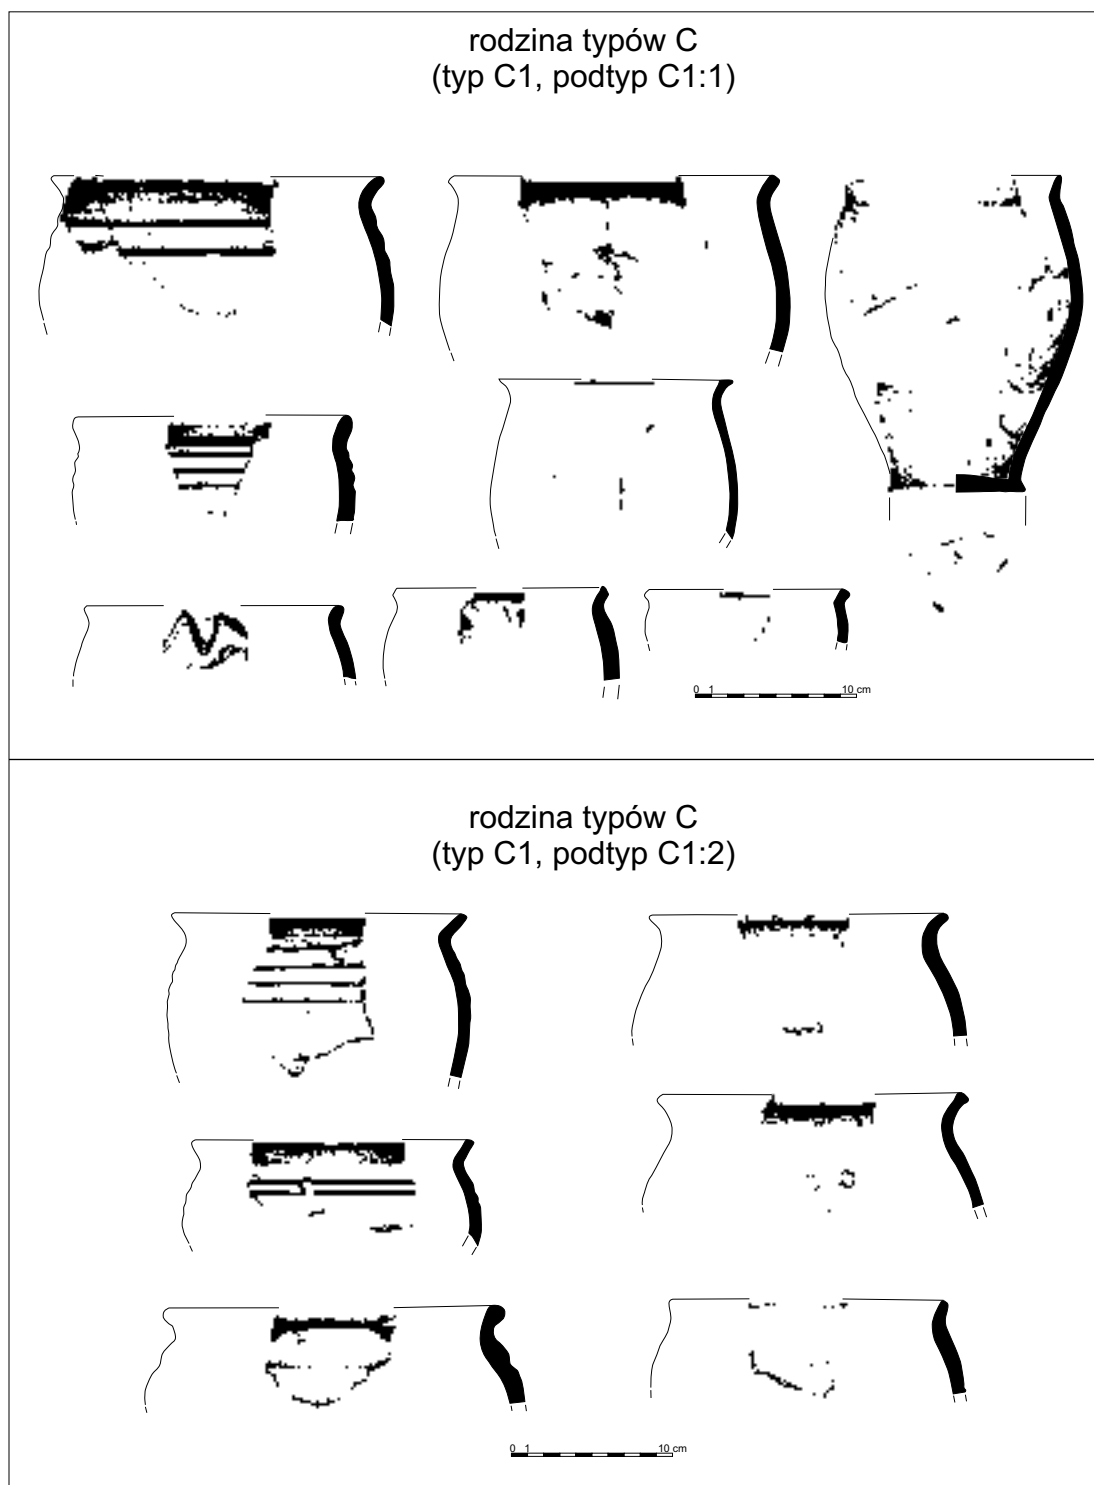 rodzina typów C
(typ C1, podtyp C1:1)
0 1 10 cm
rodzina typów C
(typ C1, podtyp C1:2)
0 1 10 cm